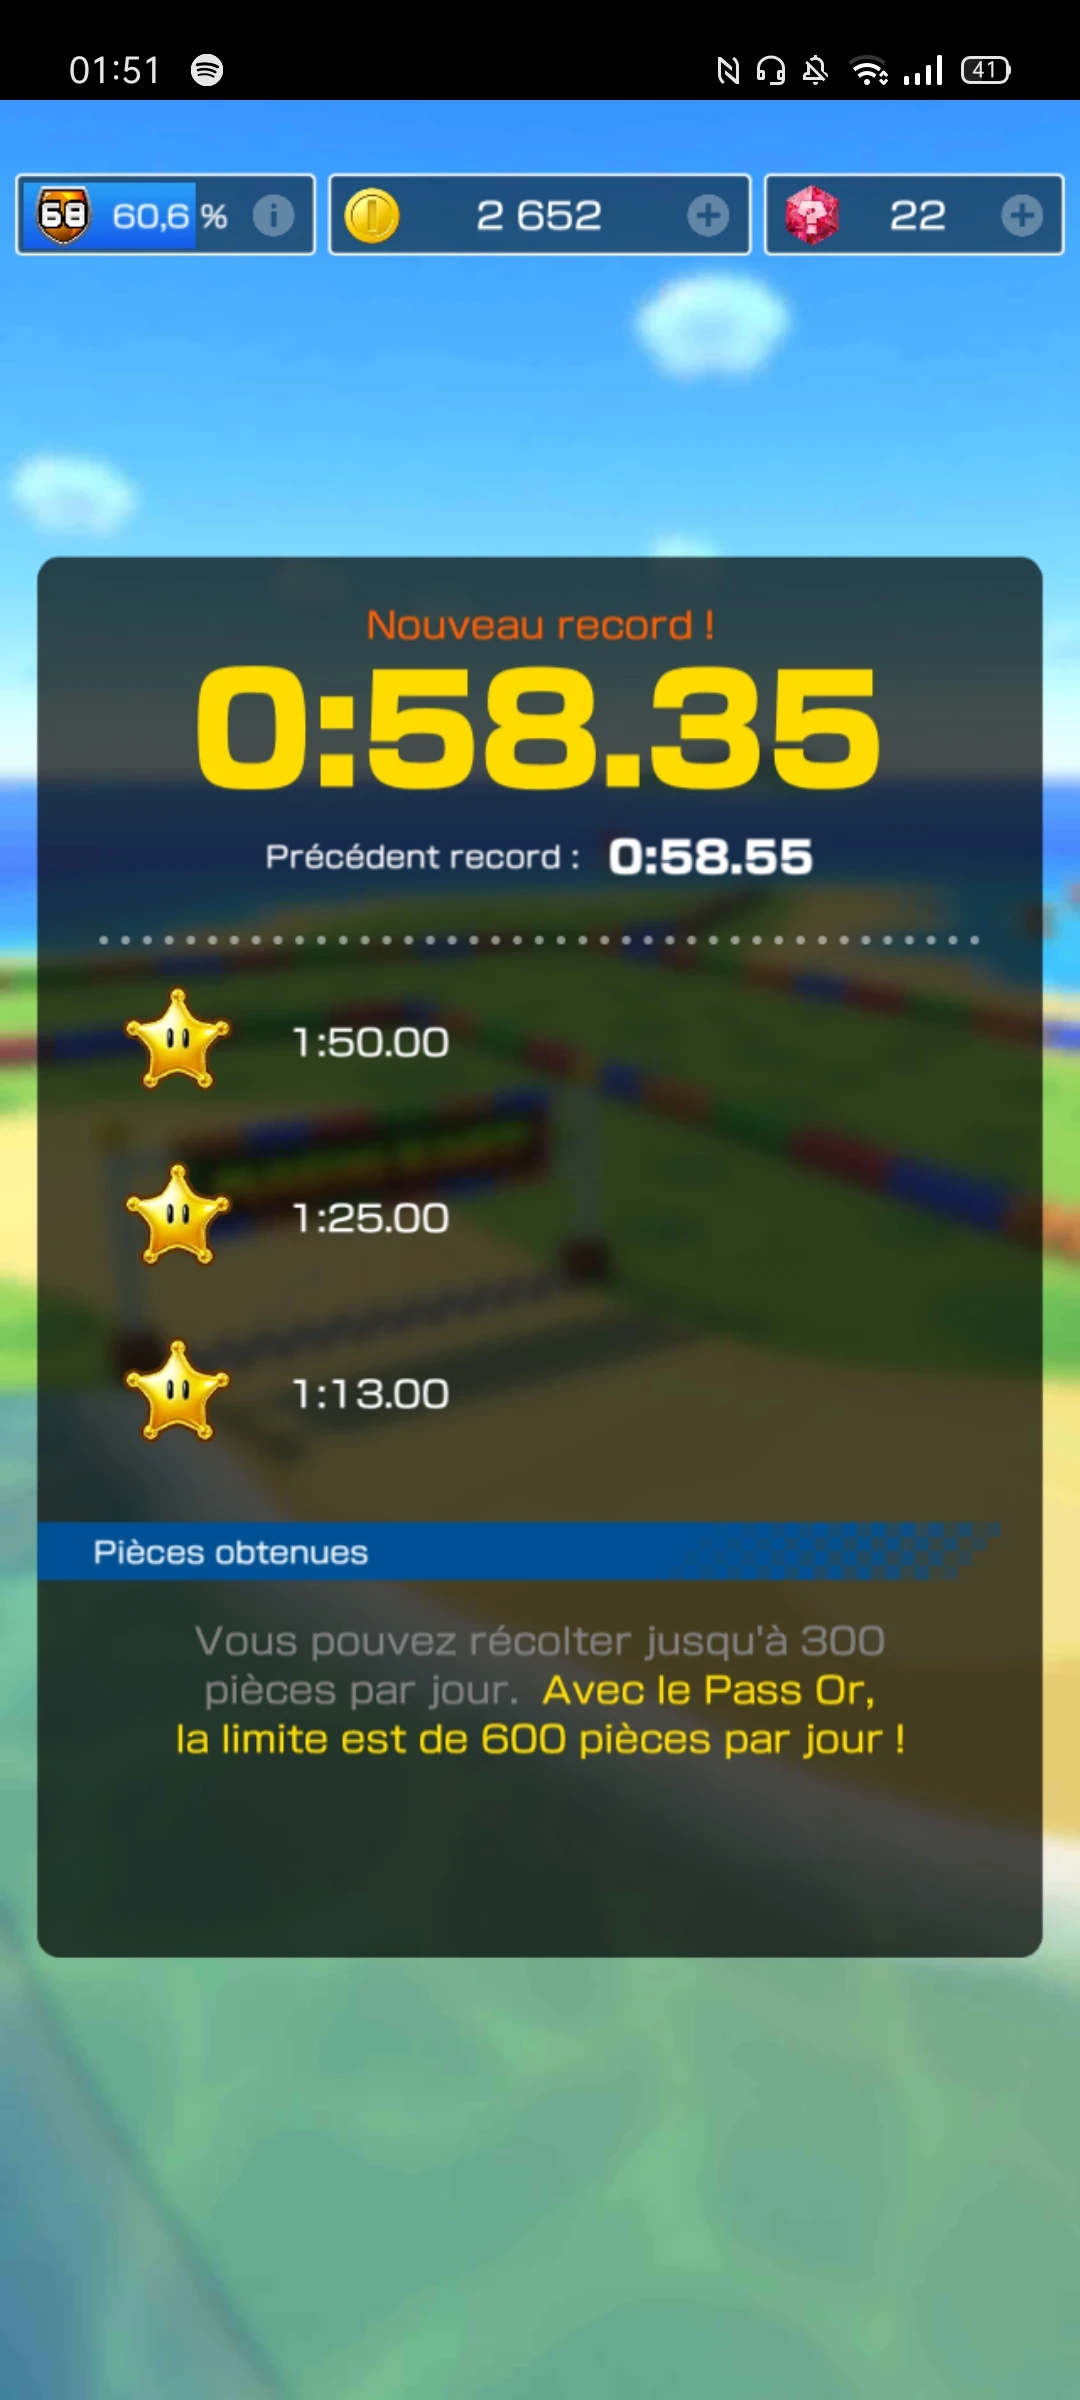 01:51 41
68 60,6 % 2 652 22
Nouveau record !
0:58.35
Précédent record : 0:58.55
1:50.00
1:25.00
1:13.00
Pièces obtenues
Vous pouvez récolter jusqu'à 300
pièces par jour. Avec le Pass Or,
la limite est de 600 pièces par jour !